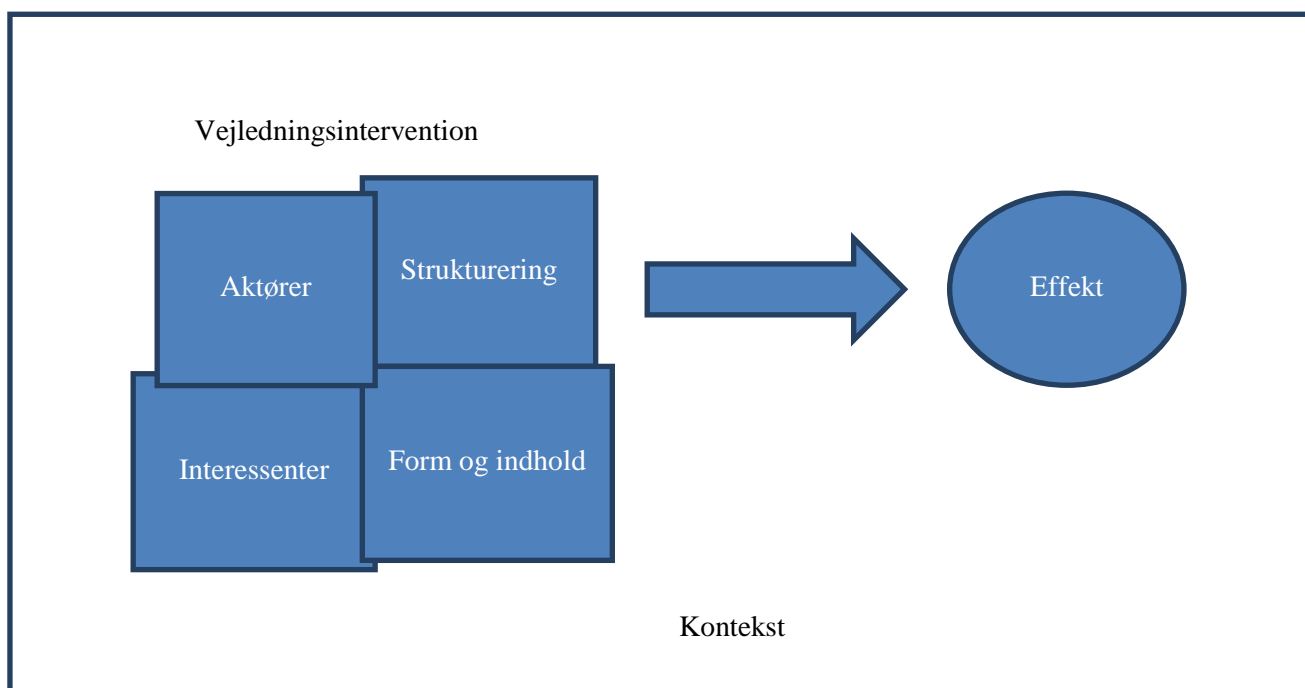 Vejledningsintervention
Aktører
Strukturering
Interessenter
Form og indhold
Effekt
Kontekst